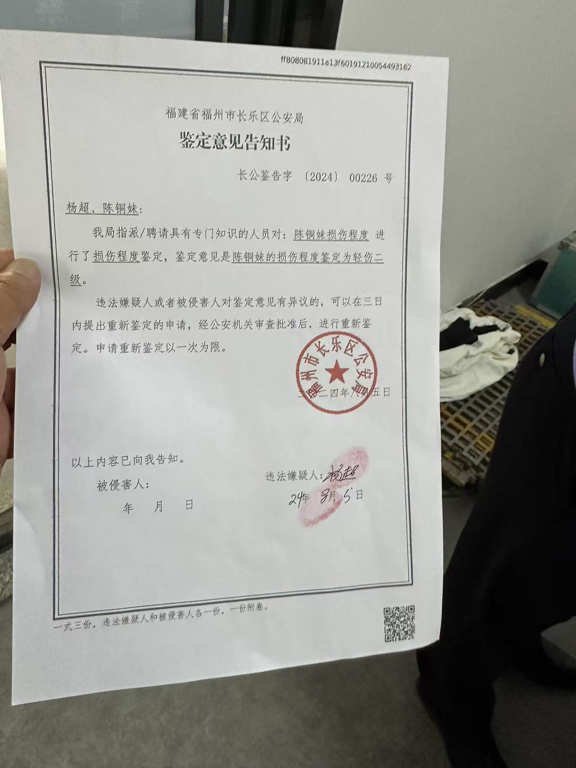 ff808081911a13f60191210054493162
福建省福州市长乐区公安局
鉴定意见告知书
长公鉴告字 〔2024〕 00226 号
杨超、陈铜妹：
我局指派/聘请具有专门知识的人员对：陈铜妹损伤程度 进
行了损伤程度鉴定，鉴定意见是陈铜妹的损伤程度鉴定为轻伤二
级。
违法嫌疑人或者被侵害人对鉴定意见有异议的，可以在三日
内提出重新鉴定的申请，经公安机关审查批准后，进行重新鉴
定。申请重新鉴定以一次为限。
福州市长乐区公安局
二〇二四年八月五日
以上内容已向我告知。
被侵害人：
年 月 日
违法嫌疑人：杨超
24年 8月 5日
一式三份，违法嫌疑人和被侵害人各一份，一份附卷。